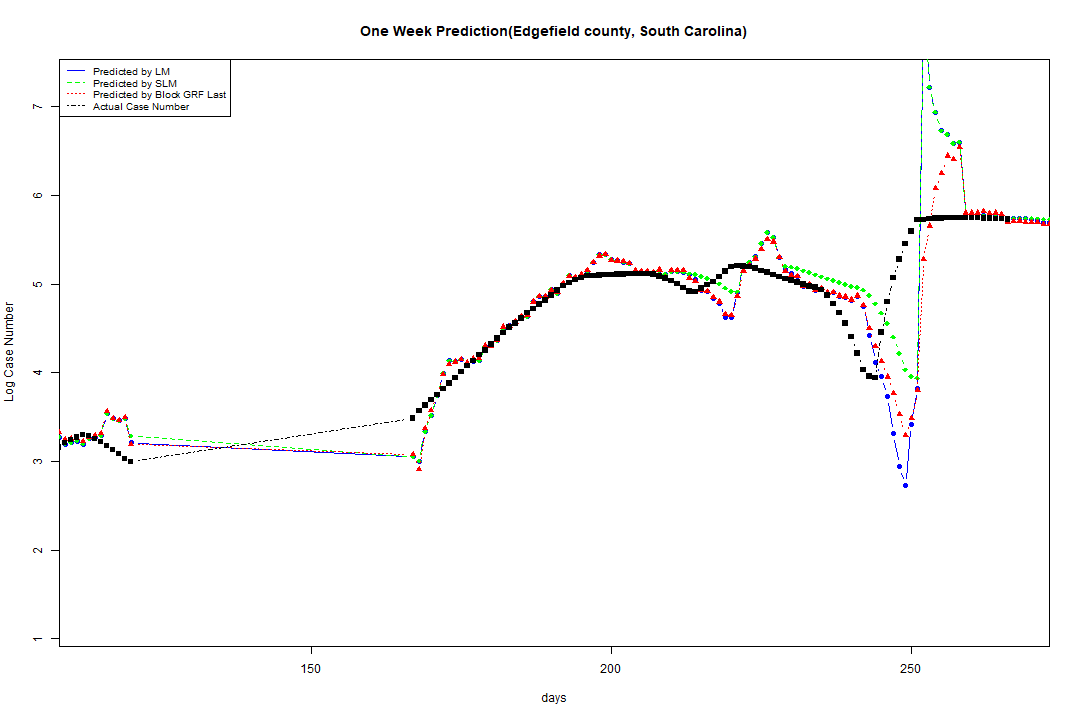 One Week Prediction(Edgefield county, South Carolina)
Predicted by LM
Predicted by SLM
Predicted by Block GRF Last
Actual Case Number
7
6
5
4
3
2
1
Log Case Number
150 200 250
days